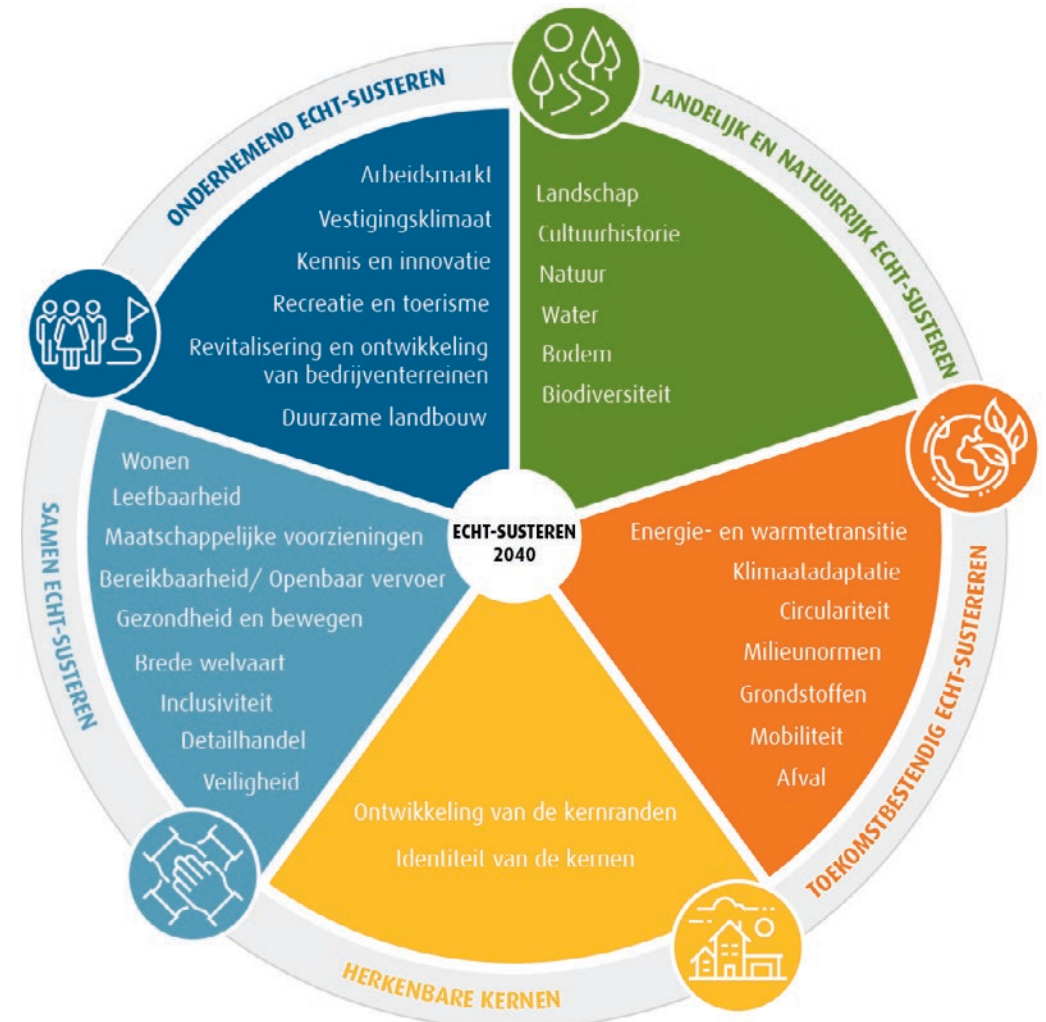 ONDERNEMEND ECHT-SUSTEREN
Arbeidsmarkt
Vestigingsklimaat
Kennis en innovatie
Recreatie en toerisme
Revitalisering en ontwikkeling
van bedrijventerreinen
Duurzame landbouw
LANDELIJK EN NATUURRIJK ECHT-SUSTEREN
Landschap
Cultuurhistorie
Natuur
Water
Bodem
Biodiversiteit
ECHT-SUSTEREN
2040
SAMEN ECHT-SUSTEREN
Wonen
Leefbaarheid
Maatschappelijke voorzieningen
Bereikbaarheid/ Openbaar vervoer
Gezondheid en bewegen
Brede welvaart
Inclusiviteit
Detailhandel
Veiligheid
Energie- en warmtetransitie
Klimaatadaptatie
Circulariteit
Milieunormen
Grondstoffen
Mobiliteit
Afval
TOEKOMSTBESTENDIG ECHT-SUSTEREREN
Ontwikkeling van de kernranden
Identiteit van de kernen
HERKENBARE KERNEN